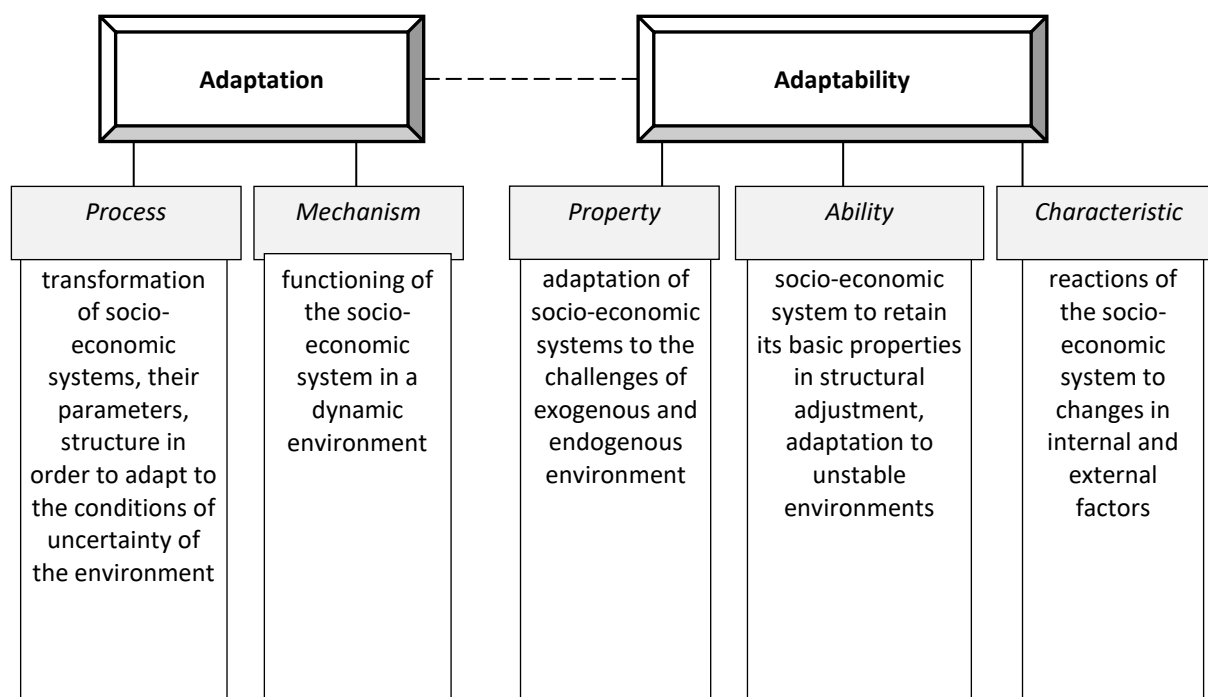 Adaptation
Adaptability
Process
Mechanism
Property
Ability
Characteristic
transformation
of socio-
economic
systems, their
parameters,
structure in
order to adapt to
the conditions of
uncertainty of
the environment
functioning of
the socio-
economic
system in a
dynamic
environment
adaptation of
socio-economic
systems to the
challenges of
exogenous and
endogenous
environment
socio-economic
system to retain
its basic properties
in structural
adjustment,
adaptation to
unstable
environments
reactions of
the socio-
economic
system to
changes in
internal and
external
factors